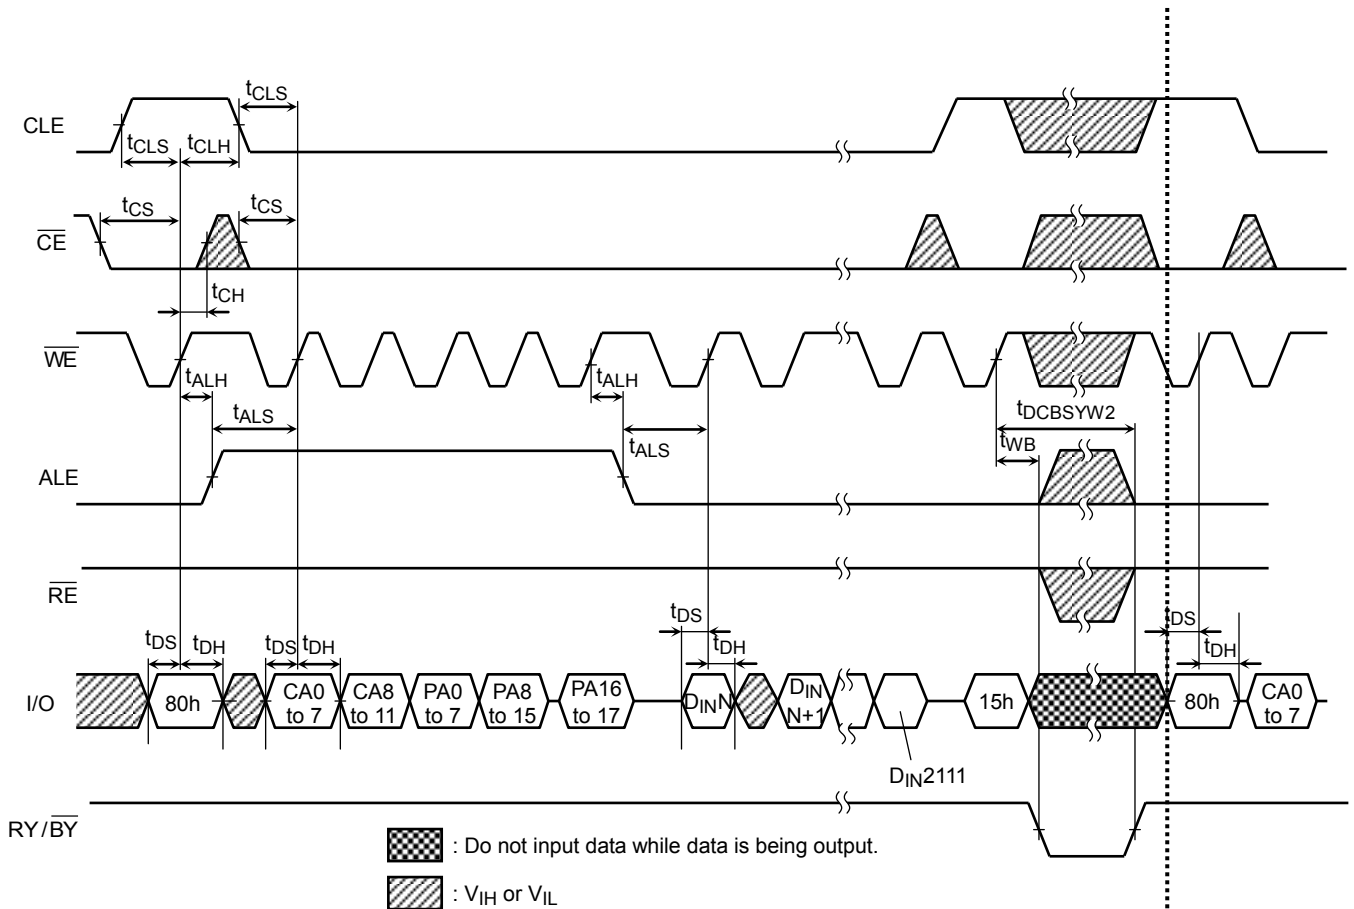 CLE
tCLS
tCLS
tCLH
CE
tCS
tCS
tCH
WE
tALH
tALS
tALH
tALS
tDCBSYW2
tWB
ALE
RE
I/O
tDS
tDH
tDS
tDH
tDS
tDH
tDS
tDH
80h
CA0
to 7
CA8
to 11
PA0
to 7
PA8
to 15
PA16
to 17
DINN
DIN
N+1
DIN2111
15h
80h
CA0
to 7
RY/BY
: Do not input data while data is being output.
: VIH or VIL